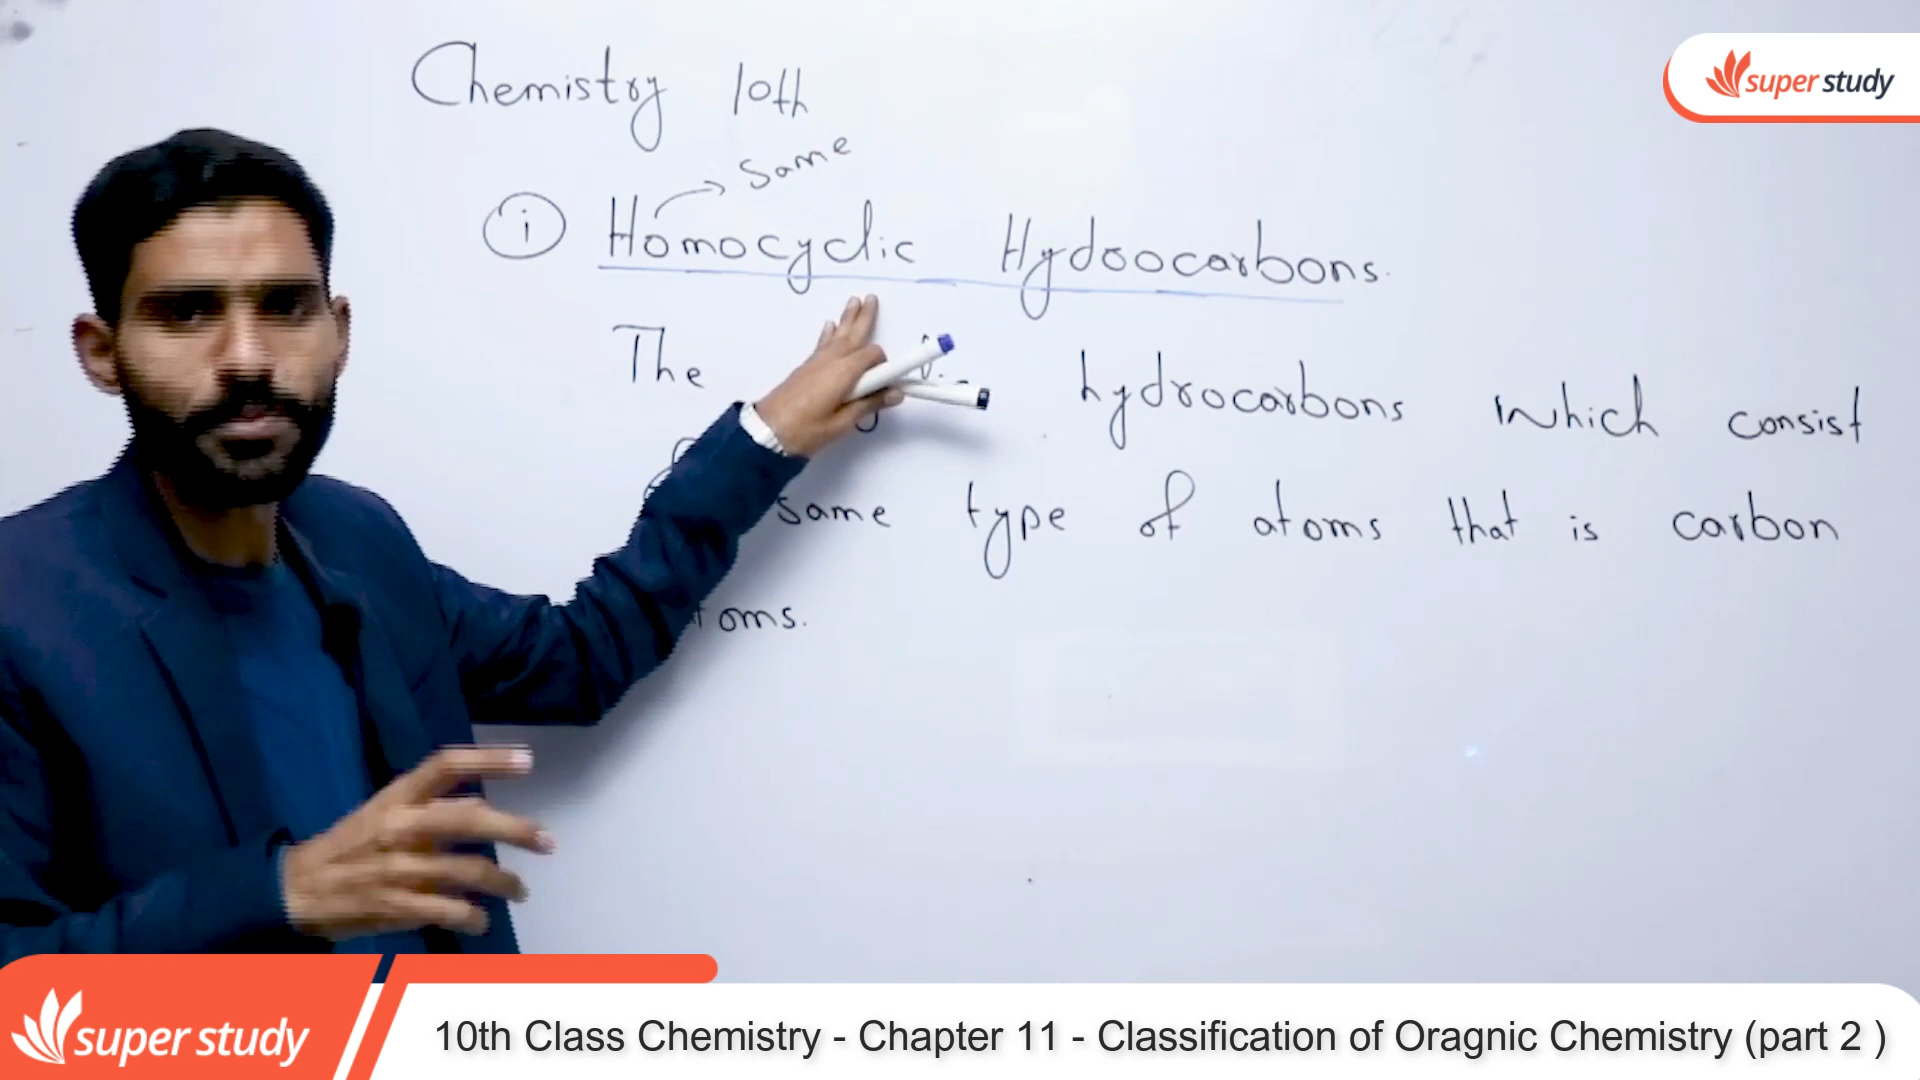 Chemistry 10th
same
i Homocyclic Hydrocarbons.
The hydrocarbons which consist
same type of atoms that is carbon
oms.
super study
super study
10th Class Chemistry - Chapter 11 - Classification of Oragnic Chemistry (part 2 )